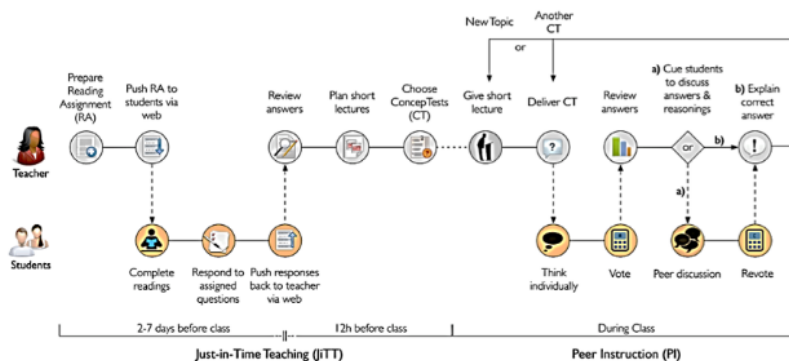 New Topic
Another
CT
or
Prepare
Reading
Assignment
(RA)
Push RA to
students via
web
Review
answers
Plan short
lectures
Choose
ConcepTests
(CT)
Give short
lecture
Deliver CT
Review
answers
a) Cue students
to discuss
answers &
reasonings
b) Explain
correct
answer
Teacher
?
or
b)
!
a)
Students
Complete
readings
Respond to
assigned
questions
Push responses
back to teacher
via web
Think
individually
Vote
Peer discussion
Revote
2-7 days before class
12h before class
During Class
Just-in-Time Teaching (JiTT)
Peer Instruction (PI)